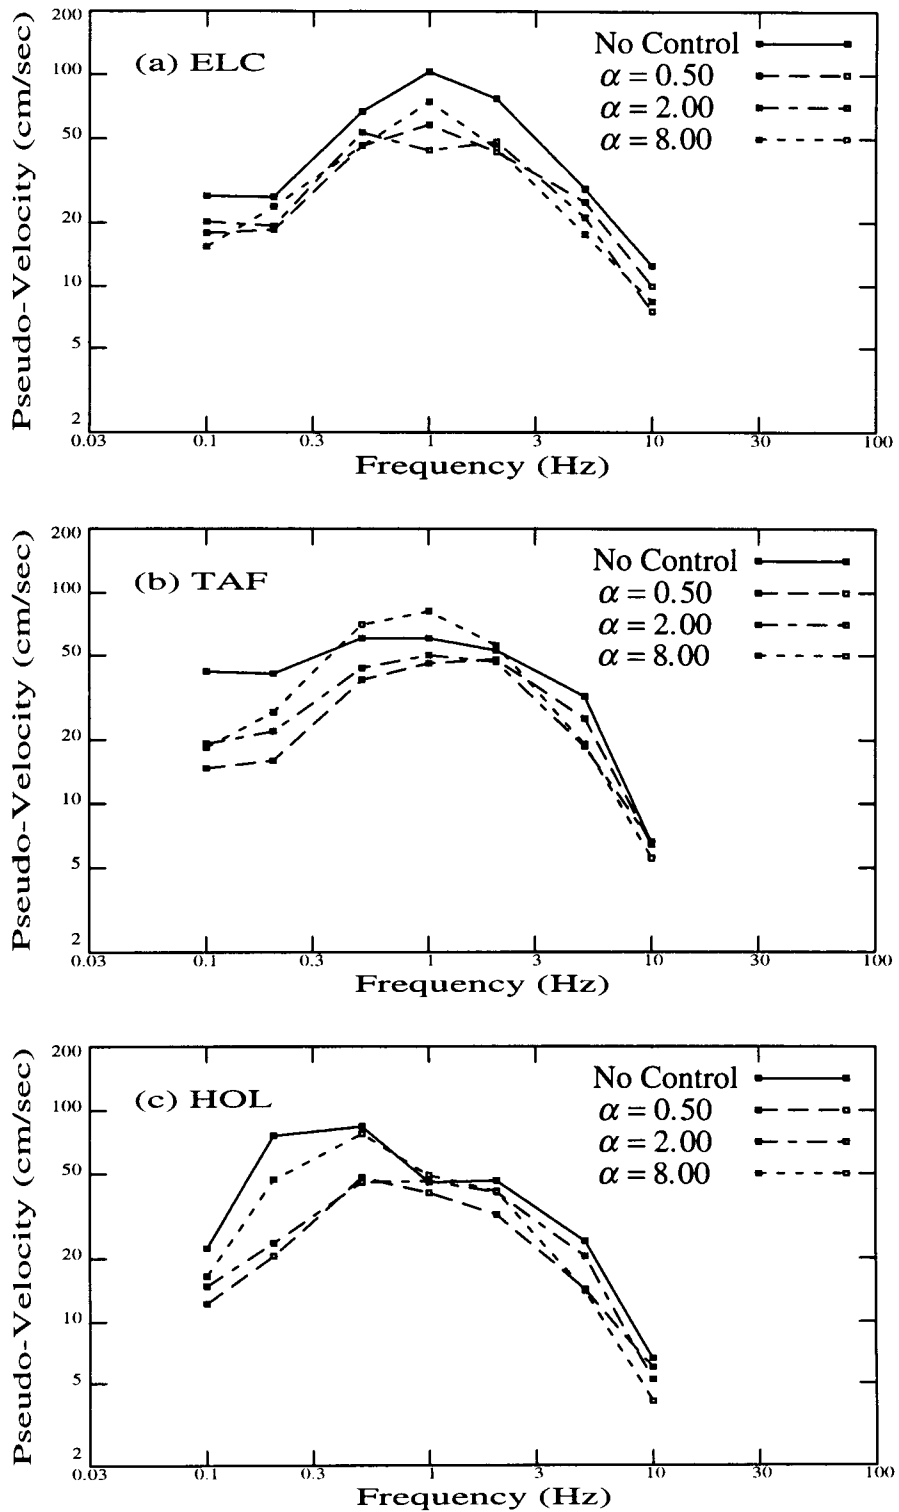 200
100
50
20
10
5
2
Pseudo-Velocity (cm/sec)
(a) ELC
No Control
α = 0.50
α = 2.00
α = 8.00
0.03 0.1 0.3 1 3 10 30 100
Frequency (Hz)
200
100
50
20
10
5
2
Pseudo-Velocity (cm/sec)
(b) TAF
No Control
α = 0.50
α = 2.00
α = 8.00
0.03 0.1 0.3 1 3 10 30 100
Frequency (Hz)
200
100
50
20
10
5
2
Pseudo-Velocity (cm/sec)
(c) HOL
No Control
α = 0.50
α = 2.00
α = 8.00
0.03 0.1 0.3 1 3 10 30 100
Frequency (Hz)